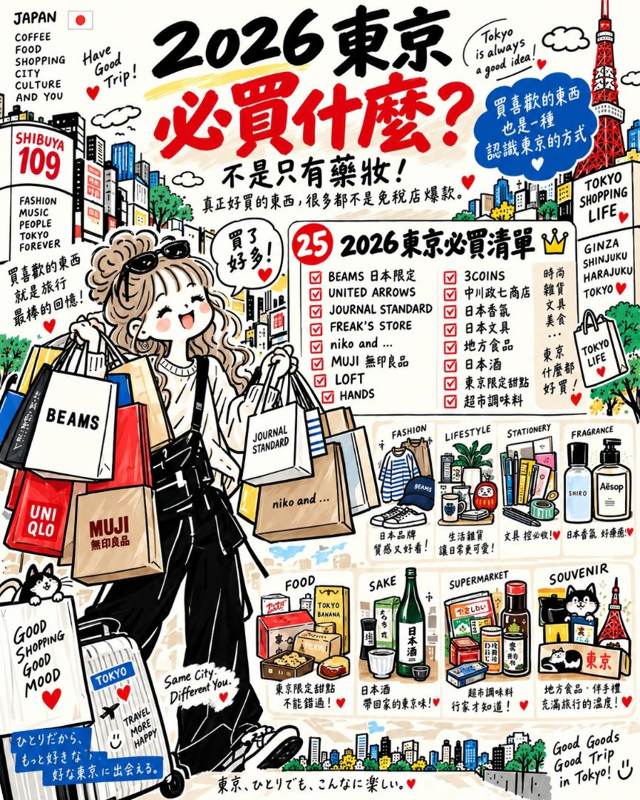 JAPAN
COFFEE
FOOD
SHOPPING
CITY
CULTURE
AND YOU
Have
Good
Trip!
2026東京
必買什麼?
不是只有藥妝!
真正好買的東西,很多都不是免稅店爆款。
Tokyo
is always
a good idea!
買喜歡的東西
也是一種
認識東京的方式
SHIBUYA
109
FASHION
MUSIC
PEOPLE
TOKYO
FOREVER
TOKYO
SHOPPING
LIFE
GINZA
SHINJUKU
HARAJUKU
TOKYO
買喜歡的東西
就是旅行
最棒的回憶!
買了
好多!
25 2026東京必買清單
BEAMS 日本限定
UNITED ARROWS
JOURNAL STANDARD
FREAK'S STORE
niko and ...
MUJI 無印良品
LOFT
HANDS
3COINS
中川政七商店
日本香氛
日本文具
地方食品
日本酒
東京限定甜點
超市調味料
時尚
雜貨
文具
美食
...
東京
什麼都
好買!
TOKYO
LIFE
BEAMS
UNI
QLO
MUJI
無印良品
JOURNAL
STANDARD
niko and ...
FASHION
BEAMS
日本品牌
質感又好看!
LIFESTYLE
生活雜貨
讓日常更可愛!
STATIONERY
文具控必收!
FRAGRANCE
SHIRO
Aēsop
日本香氛 好療癒!
FOOD
TOKYO
BANANA
東京限定甜點
不能錯過!
SAKE
日本酒
日本酒
帶回家的東京味!
SUPERMARKET
超市調味料
行家才知道!
SOUVENIR
東京
地方食品・伴手禮
充滿旅行的溫度!
GOOD
SHOPPING
GOOD
MOOD
TOKYO
TRAVEL
MORE
HAPPY
Same City.
Different You.
ひとりだから、
もっと好きな
好な東京に出会える。
東京、ひとりでも、こんなに楽しい。
Good Goods
Good Trip
in Tokyo!